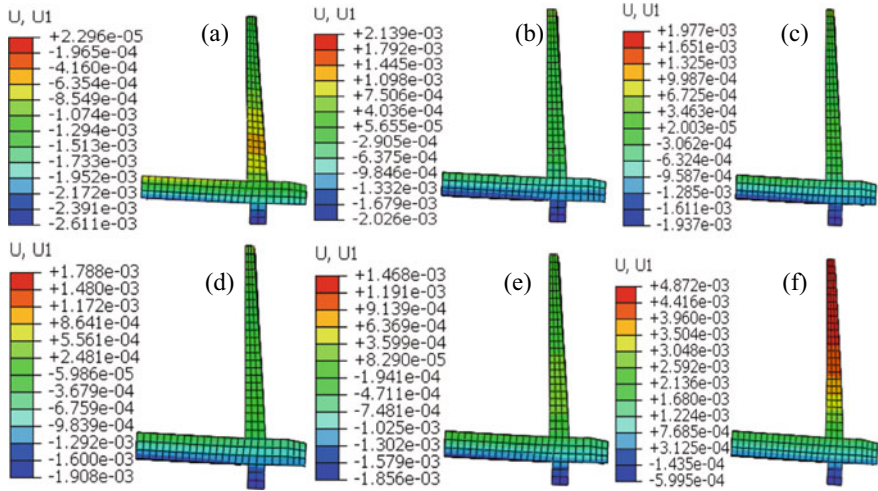 U, U1
(a)
+2.296e-05
-1.965e-04
-4.160e-04
-6.354e-04
-8.549e-04
-1.074e-03
-1.294e-03
-1.513e-03
-1.733e-03
-1.952e-03
-2.172e-03
-2.391e-03
-2.611e-03
U, U1
(b)
+2.139e-03
+1.792e-03
+1.445e-03
+1.098e-03
+7.506e-04
+4.036e-04
+5.655e-05
-2.905e-04
-6.375e-04
-9.846e-04
-1.332e-03
-1.679e-03
-2.026e-03
U, U1
(c)
+1.977e-03
+1.651e-03
+1.325e-03
+9.987e-04
+6.725e-04
+3.463e-04
+2.003e-05
-3.062e-04
-6.324e-04
-9.587e-04
-1.285e-03
-1.611e-03
-1.937e-03
U, U1
(d)
+1.788e-03
+1.480e-03
+1.172e-03
+8.641e-04
+5.561e-04
+2.481e-04
-5.986e-05
-3.679e-04
-6.759e-04
-9.839e-04
-1.292e-03
-1.600e-03
-1.908e-03
U, U1
(e)
+1.468e-03
+1.191e-03
+9.139e-04
+6.369e-04
+3.599e-04
+8.290e-05
-1.941e-04
-4.711e-04
-7.481e-04
-1.025e-03
-1.302e-03
-1.579e-03
-1.856e-03
U, U1
(f)
+4.872e-03
+4.416e-03
+3.960e-03
+3.504e-03
+3.048e-03
+2.592e-03
+2.136e-03
+1.680e-03
+1.224e-03
+7.685e-04
+3.125e-04
-1.435e-04
-5.995e-04